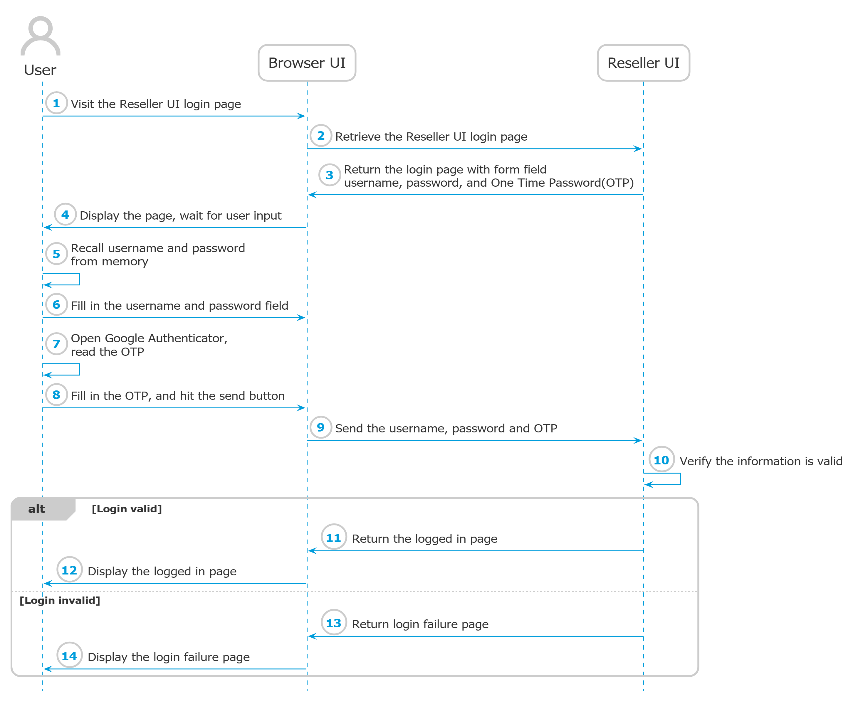 User
Browser UI
Reseller UI
1 Visit the Reseller UI login page
2 Retrieve the Reseller UI login page
3 Return the login page with form field
username, password, and One Time Password(OTP)
4 Display the page, wait for user input
5 Recall username and password
from memory
6 Fill in the username and password field
7 Open Google Authenticator,
read the OTP
8 Fill in the OTP, and hit the send button
9 Send the username, password and OTP
10 Verify the information is valid
alt [Login valid]
11 Return the logged in page
12 Display the logged in page
[Login invalid]
13 Return login failure page
14 Display the login failure page